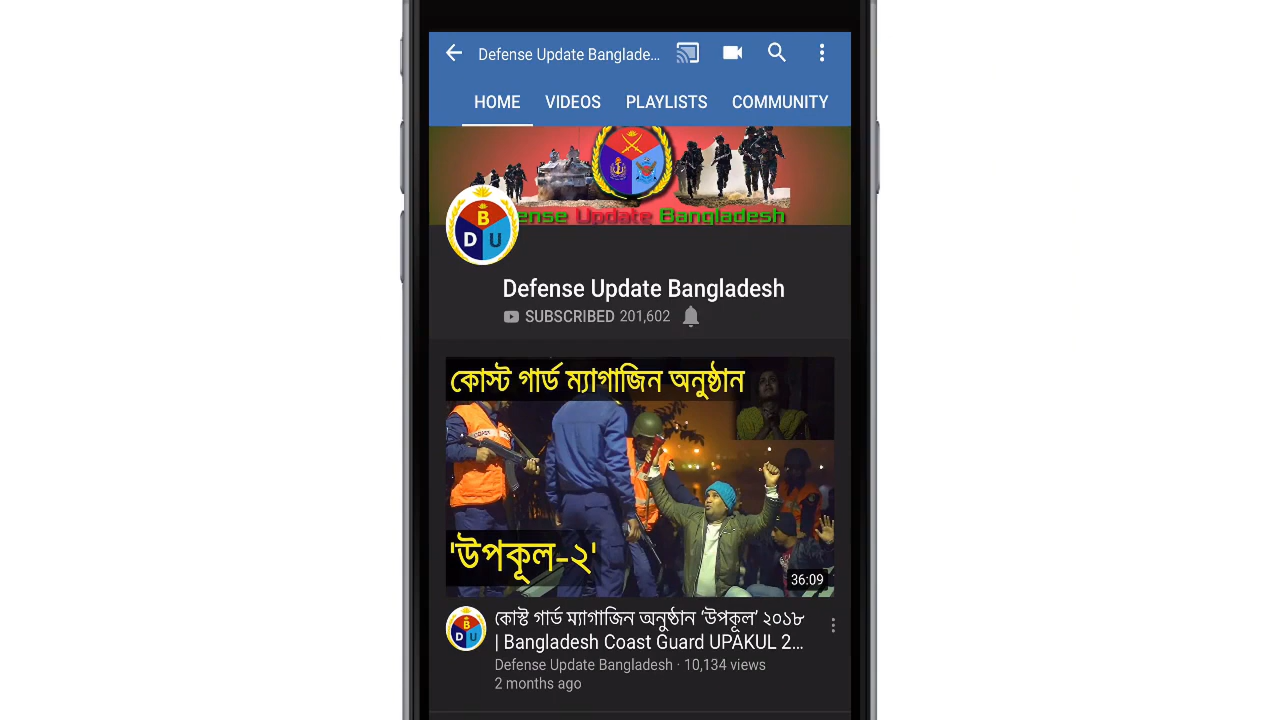 Defense Update Banglade...
HOME VIDEOS PLAYLISTS COMMUNITY
ense Update Bangladesh
B
D U
Defense Update Bangladesh
SUBSCRIBED 201,602
কোস্ট গার্ড ম্যাগাজিন অনুষ্ঠান
'উপকূল-২'
36:09
B
D U
কোস্ট গার্ড ম্যাগাজিন অনুষ্ঠান ‘উপকূল’ ২০১৮
| Bangladesh Coast Guard UPAKUL 2...
Defense Update Bangladesh · 10,134 views
2 months ago